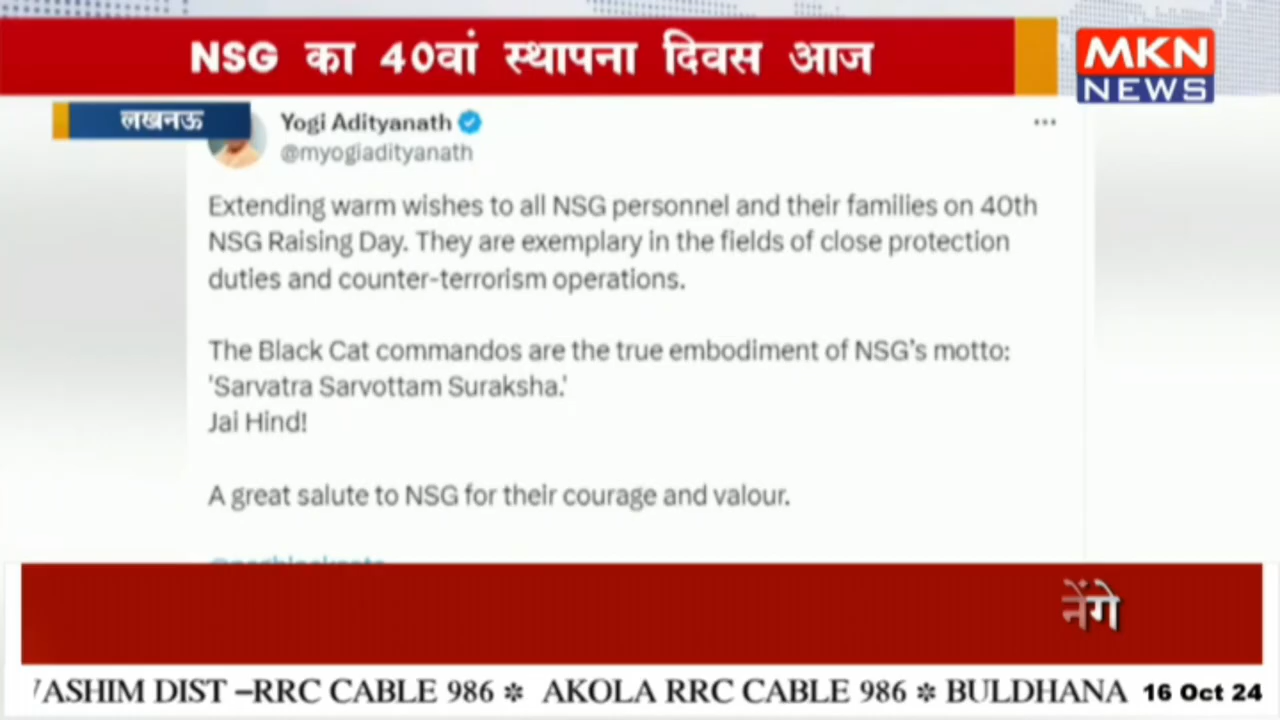 NSG का 40वां स्थापना दिवस आज
MKN
NEWS
लखनऊ
Yogi Adityanath
@myogiadityanath
Extending warm wishes to all NSG personnel and their families on 40th
NSG Raising Day. They are exemplary in the fields of close protection
duties and counter-terrorism operations.
The Black Cat commandos are the true embodiment of NSG's motto:
'Sarvatra Sarvottam Suraksha.'
Jai Hind!
A great salute to NSG for their courage and valour.
नेंगे
ASHIM DIST –RRC CABLE 986 ✻ AKOLA RRC CABLE 986 ✻ BULDHANA 16 Oct 24